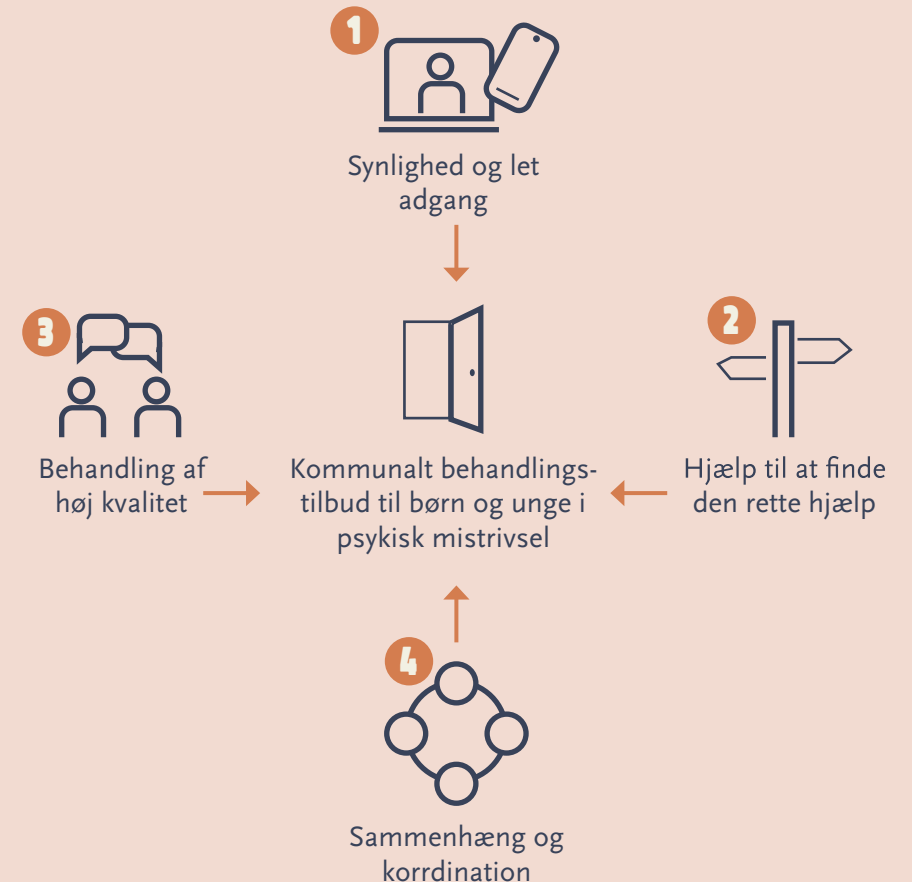 1
Synlighed og let
adgang
2
Hjælp til at finde
den rette hjælp
3
Behandling af
høj kvalitet
Kommunalt behandlings-
tilbud til børn og unge i
psykisk mistrivsel
4
Sammenhæng og
korrdination